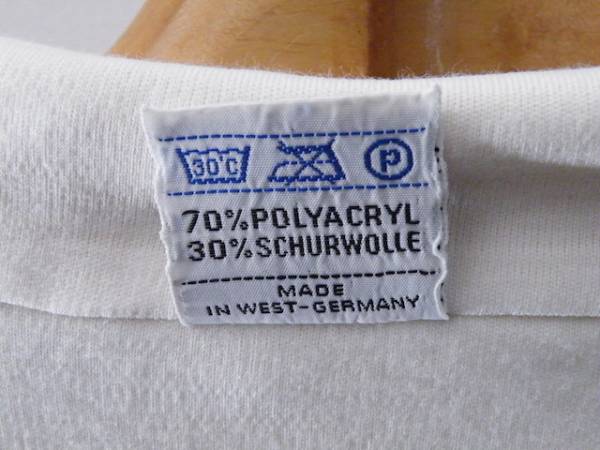 30°C P
70%POLYACRYL
30%SCHURWOLLE
MADE
IN WEST-GERMANY